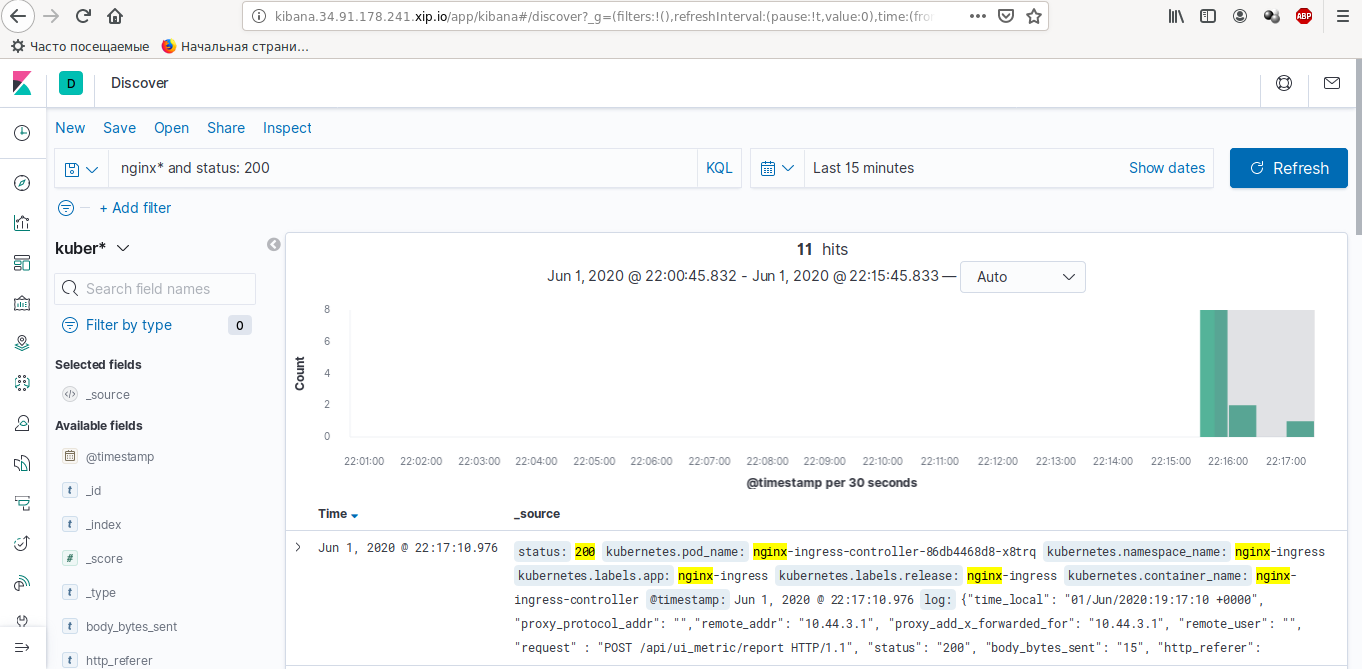 kibana.34.91.178.241.xip.io/app/kibana#/discover?_g=(filters:!(),refreshInterval:(pause:!t,value:0),time:(fro
ABP
Часто посещаемые
Начальная страни…
D
Discover
New
Save
Open
Share
Inspect
nginx* and status: 200
KQL
Last 15 minutes
Show dates
Refresh
+ Add filter
kuber*
Search field names
Filter by type
0
Selected fields
_source
Available fields
@timestamp
t _id
t _index
# _score
t _type
t body_bytes_sent
t http_referer
11 hits
Jun 1, 2020 @ 22:00:45.832 - Jun 1, 2020 @ 22:15:45.833 —
Auto
Count
8
6
4
2
0
22:01:00 22:02:00 22:03:00 22:04:00 22:05:00 22:06:00 22:07:00 22:08:00 22:09:00 22:10:00 22:11:00 22:12:00 22:13:00 22:14:00 22:15:00 22:16:00 22:17:00
@timestamp per 30 seconds
Time
_source
Jun 1, 2020 @ 22:17:10.976
status: 200 kubernetes.pod_name: nginx-ingress-controller-86db4468d8-x8trq kubernetes.namespace_name: nginx-ingress
kubernetes.labels.app: nginx-ingress kubernetes.labels.release: nginx-ingress kubernetes.container_name: nginx-
ingress-controller @timestamp: Jun 1, 2020 @ 22:17:10.976 log: {"time_local": "01/Jun/2020:19:17:10 +0000",
"proxy_protocol_addr": "","remote_addr": "10.44.3.1", "proxy_add_x_forwarded_for": "10.44.3.1", "remote_user": "",
"request" : "POST /api/ui_metric/report HTTP/1.1", "status": "200", "body_bytes_sent": "15", "http_referer":